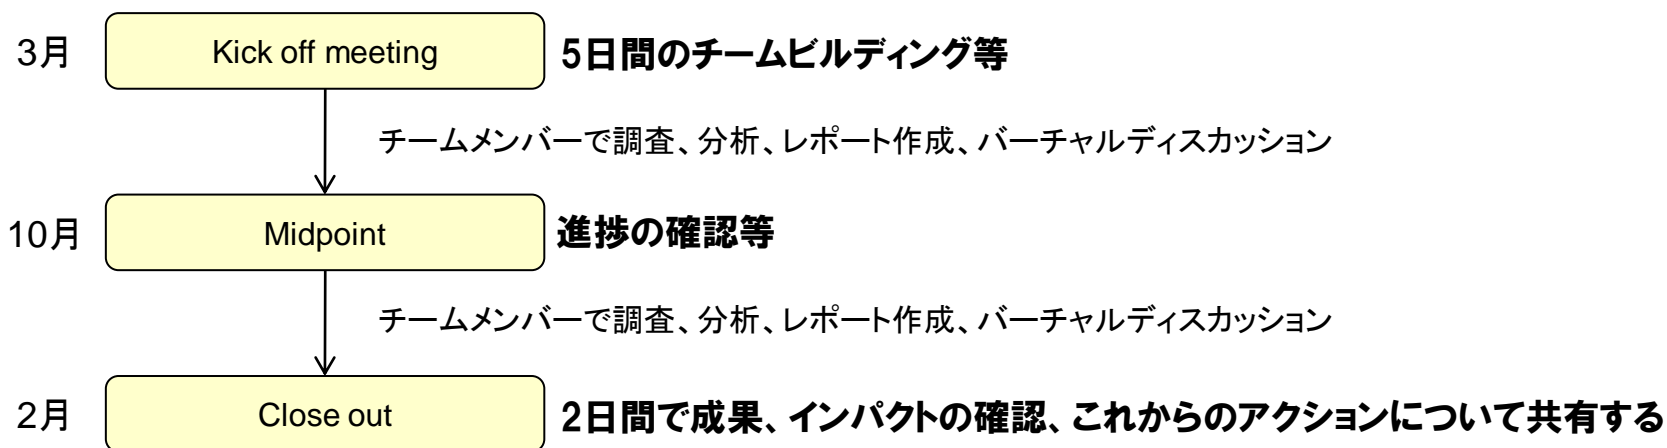 3月 Kick off meeting 5日間のチームビルディング等
チームメンバーで調査、分析、レポート作成、バーチャルディスカッション
10月 Midpoint 進捗の確認等
チームメンバーで調査、分析、レポート作成、バーチャルディスカッション
2月 Close out 2日間で成果、インパクトの確認、これからのアクションについて共有する